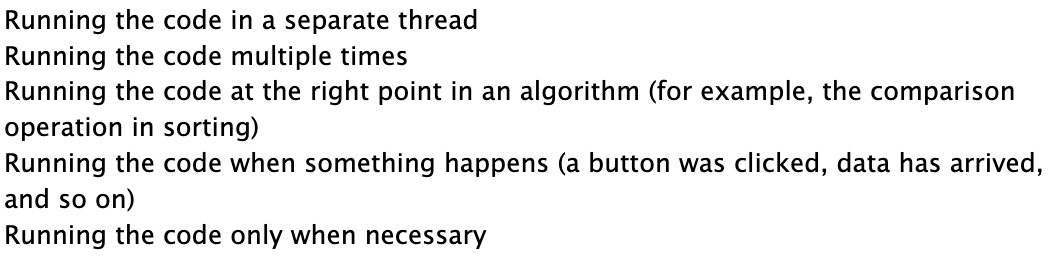 Running the code in a separate thread
Running the code multiple times
Running the code at the right point in an algorithm (for example, the comparison
operation in sorting)
Running the code when something happens (a button was clicked, data has arrived,
and so on)
Running the code only when necessary